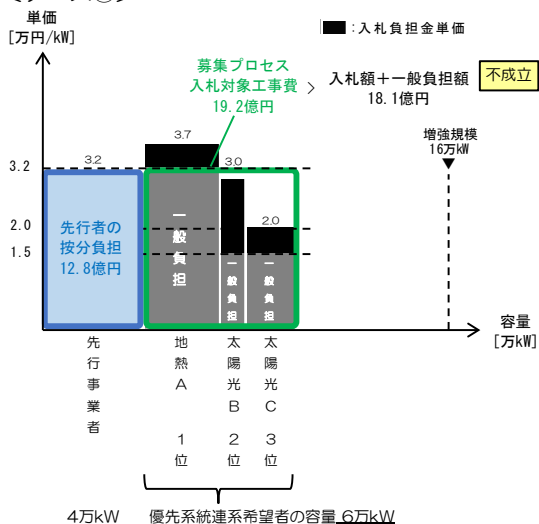 単価
[万円/kW]
■:入札負担金単価
募集プロセス
入札対象工事費
19.2億円
>
入札額+一般負担額
18.1億円
不成立
増強規模
16万kW
3.7
3.2
3.2
3.0
2.0
2.0
1.5
先行者の
按分負担
12.8億円
一般負担
一般負担
一般負担
容量
[万kW]
先行事業者
地熱A 1位
太陽光B 2位
太陽光C 3位
4万kW
優先系統連系希望者の容量 6万kW